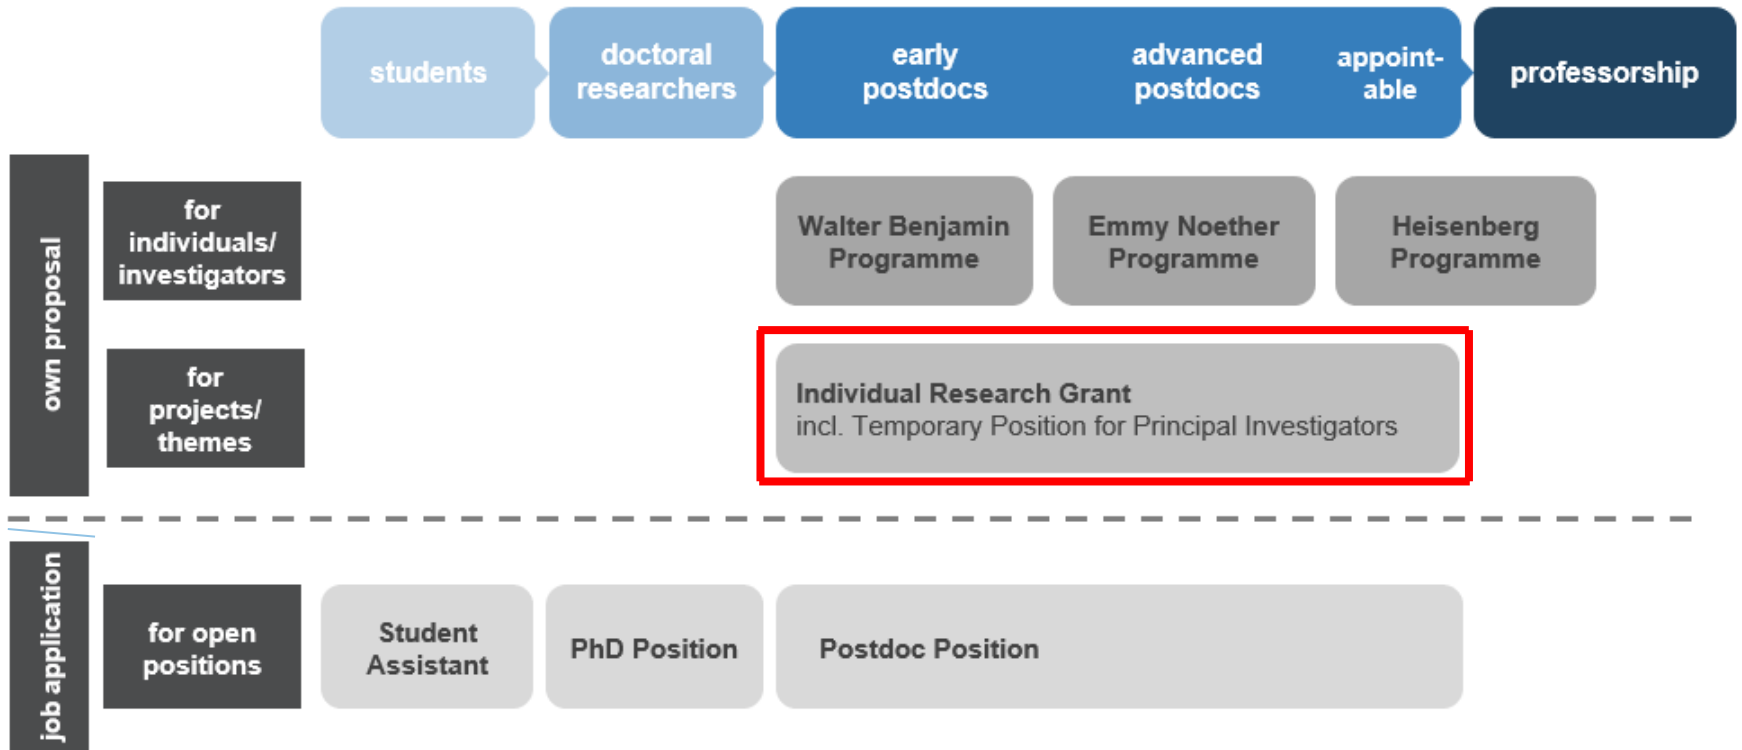 students
doctoral
researchers
early
postdocs
advanced
postdocs
appoint-
able
professorship
own proposal
for
individuals/
investigators
Walter Benjamin
Programme
Emmy Noether
Programme
Heisenberg
Programme
for
projects/
themes
Individual Research Grant
incl. Temporary Position for Principal Investigators
job application
for open
positions
Student
Assistant
PhD Position
Postdoc Position